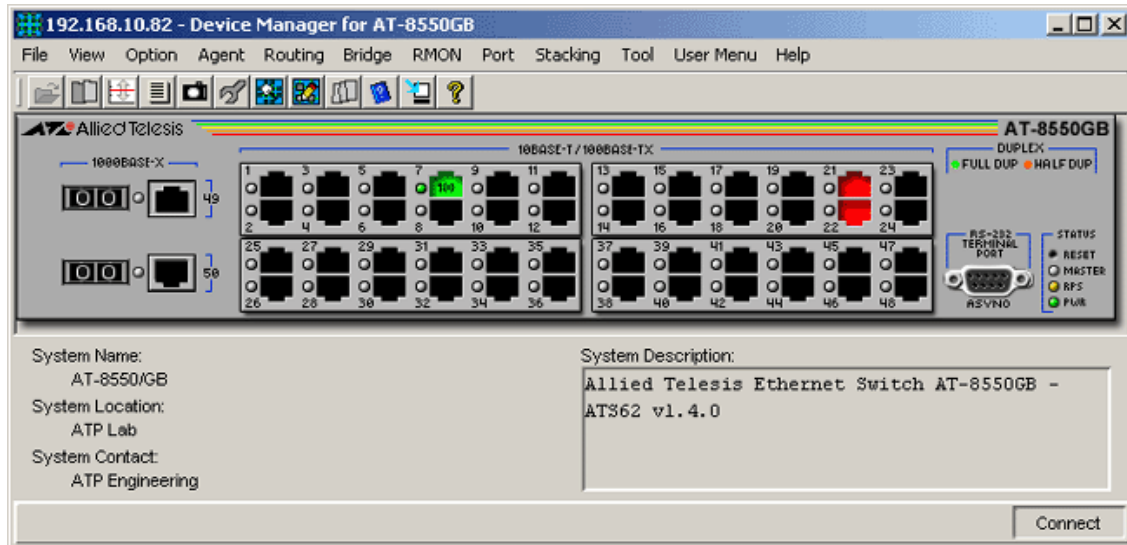 192.168.10.82 - Device Manager for AT-8550GB
File View Option Agent Routing Bridge RMON Port Stacking Tool User Menu Help
Allied Telesis
AT-8550GB
1000BASE-X
10BASE-T/100BASE-TX
DUPLEX
FULL DUP HALF DUP
1 3 5 7 9 11 13 15 17 19 21 23
100
49
2 4 6 8 10 12 14 16 18 20 22 24
25 27 29 31 33 35 37 39 41 43 45 47
50
26 28 30 32 34 36 38 40 42 44 46 48
RS-232
TERMINAL
PORT
ASYNO
STATUS
RESET
MASTER
RPS
PWR
System Name:
AT-8550/GB
System Location:
ATP Lab
System Contact:
ATP Engineering
System Description:
Allied Telesis Ethernet Switch AT-8550GB -
ATS62 v1.4.0
Connect